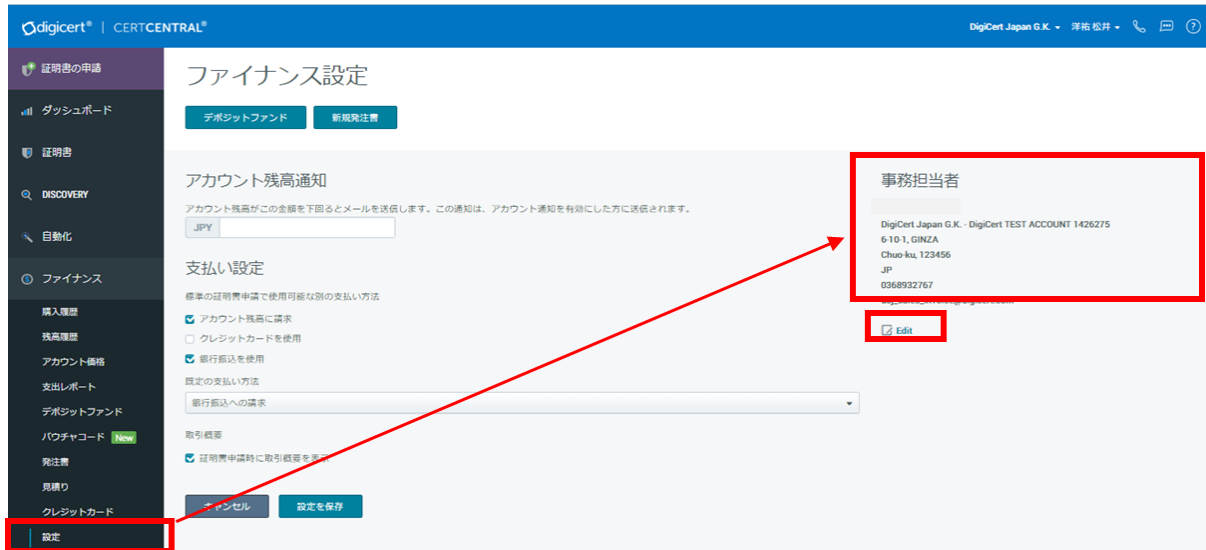 digicert® | CERTCENTRAL®
DigiCert Japan G.K. 洋祐 松井
証明書の申請
ダッシュボード
証明書
DISCOVERY
自動化
ファイナンス
購入履歴
残高履歴
アカウント価格
支出レポート
デポジットファンド
バウチャコード New
発注書
見積り
クレジットカード
設定
ファイナンス設定
デポジットファンド 新規発注書
アカウント残高通知
アカウント残高がこの金額を下回るとメールを送信します。この通知は、アカウント通知を有効にした方に送信されます。
JPY
支払い設定
標準の証明書申請で使用可能な別の支払い方法
アカウント残高に請求
クレジットカードを使用
銀行振込を使用
既定の支払い方法
銀行振込への請求
取引概要
証明書申請時に取引概要を表示
キャンセル 設定を保存
事務担当者
DigiCert Japan G.K. - DigiCert TEST ACCOUNT 1426275
6-10-1, GINZA
Chuo-ku, 123456
JP
0368932767
Edit